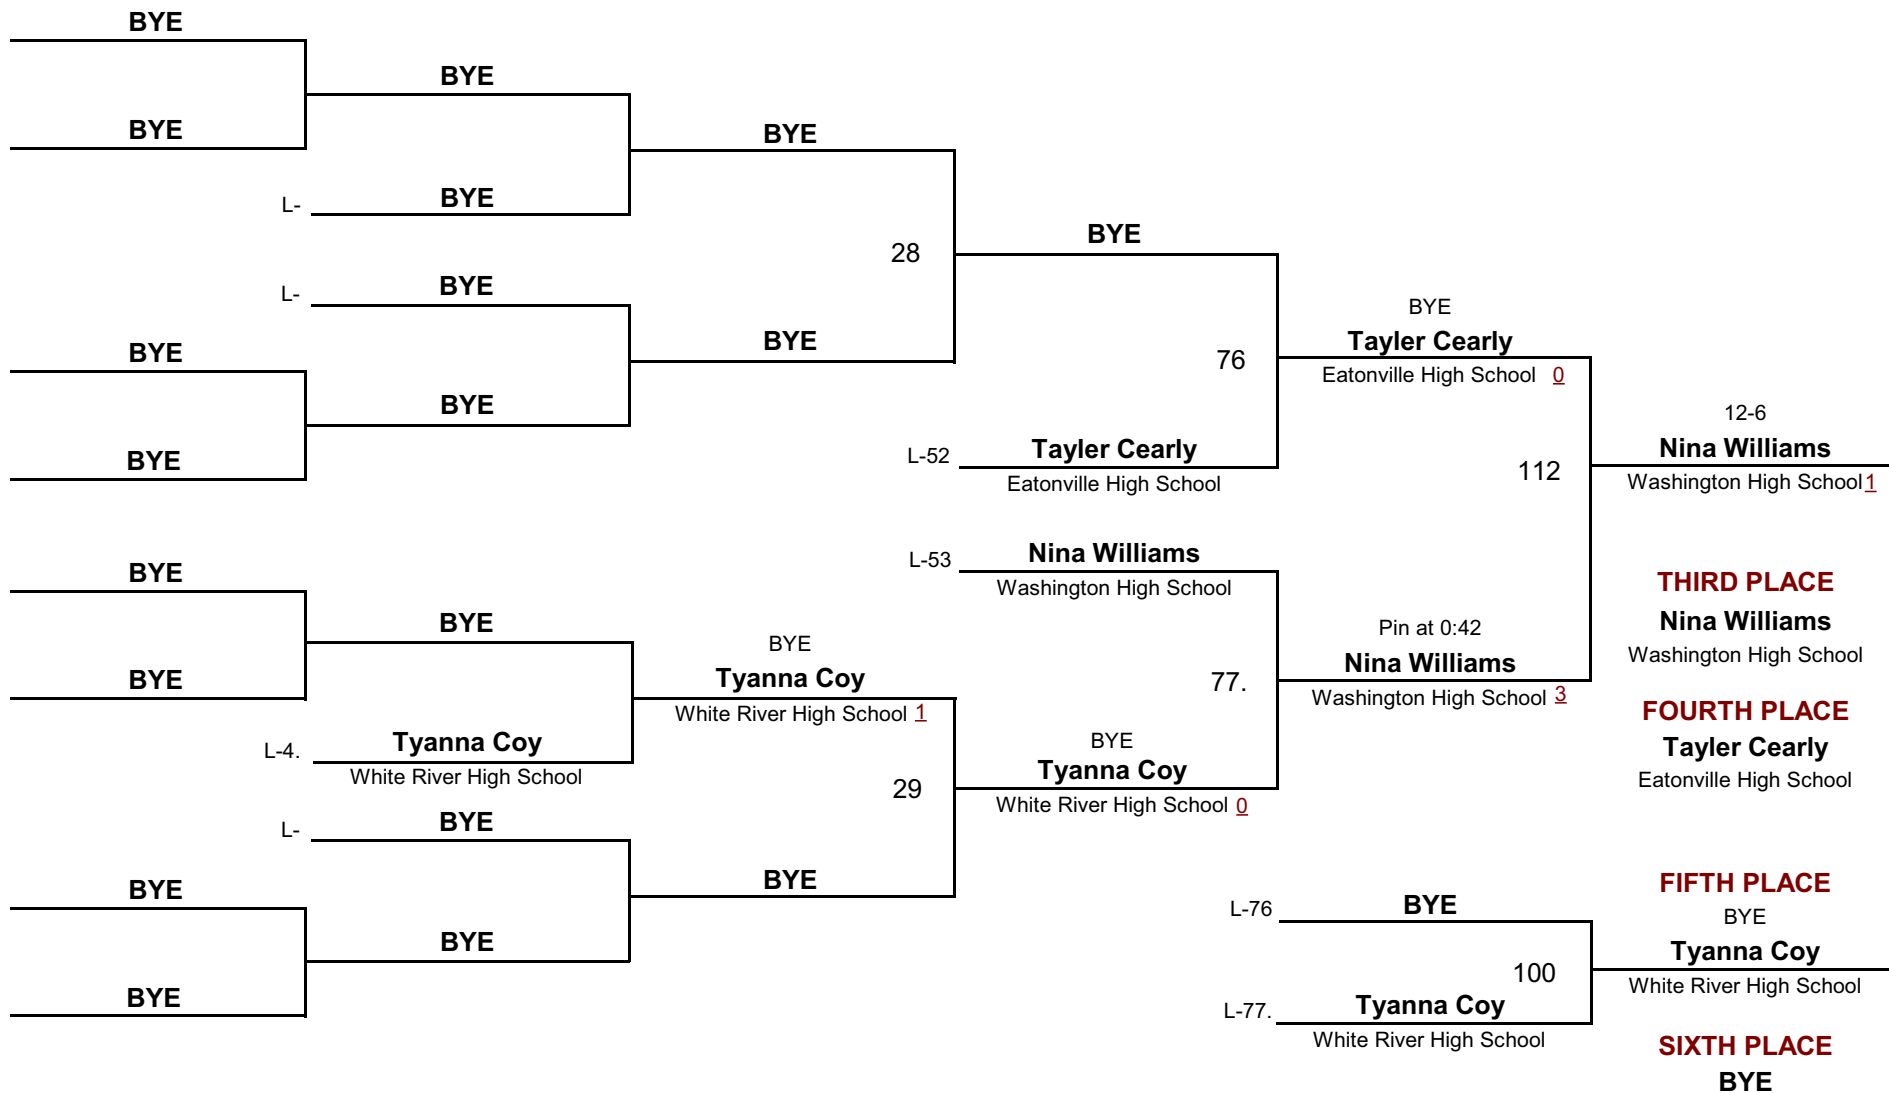 BYE
BYE
BYE
BYE
L-
BYE
28
BYE
L-
BYE
BYE
BYE
BYE
76
BYE
Tayler Cearly
Eatonville High School 0
BYE
BYE
L-52
Tayler Cearly
Eatonville High School
112
12-6
Nina Williams
Washington High School 1
L-53
Nina Williams
Washington High School
BYE
BYE
BYE
BYE
Tyanna Coy
White River High School 1
77.
Pin at 0:42
Nina Williams
Washington High School 3
THIRD PLACE
Nina Williams
Washington High School
FOURTH PLACE
Tayler Cearly
Eatonville High School
L-4.
Tyanna Coy
White River High School
29
BYE
Tyanna Coy
White River High School 0
L-
BYE
BYE
BYE
BYE
BYE
L-76
BYE
100
FIFTH PLACE
BYE
Tyanna Coy
White River High School
L-77.
Tyanna Coy
White River High School
SIXTH PLACE
BYE